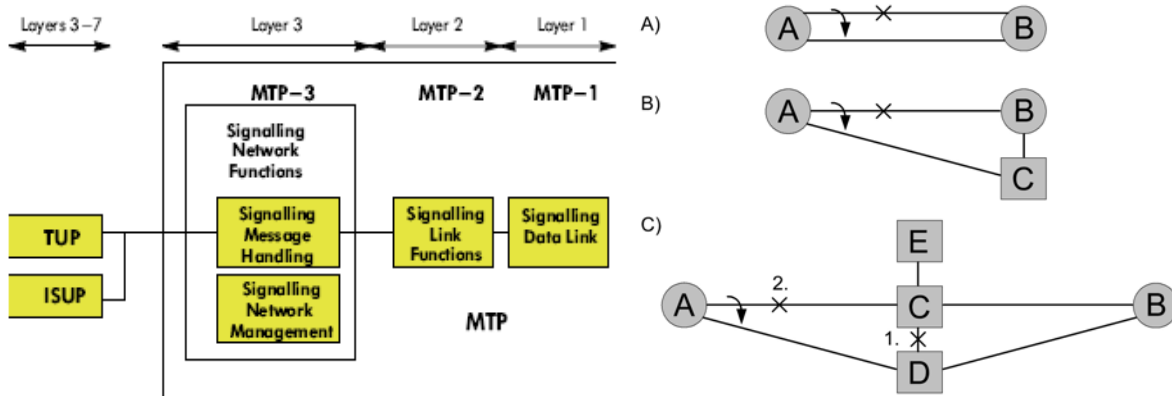 Layers 3–7
Layer 3
Layer 2
Layer 1
MTP–3
MTP–2
MTP–1
Signalling
Network
Functions
TUP
ISUP
Signalling
Message
Handling
Signalling
Link
Functions
Signalling
Data Link
Signalling
Network
Management
MTP
A)
A
B
B)
A
B
C
C)
E
2.
A
C
B
1.
D